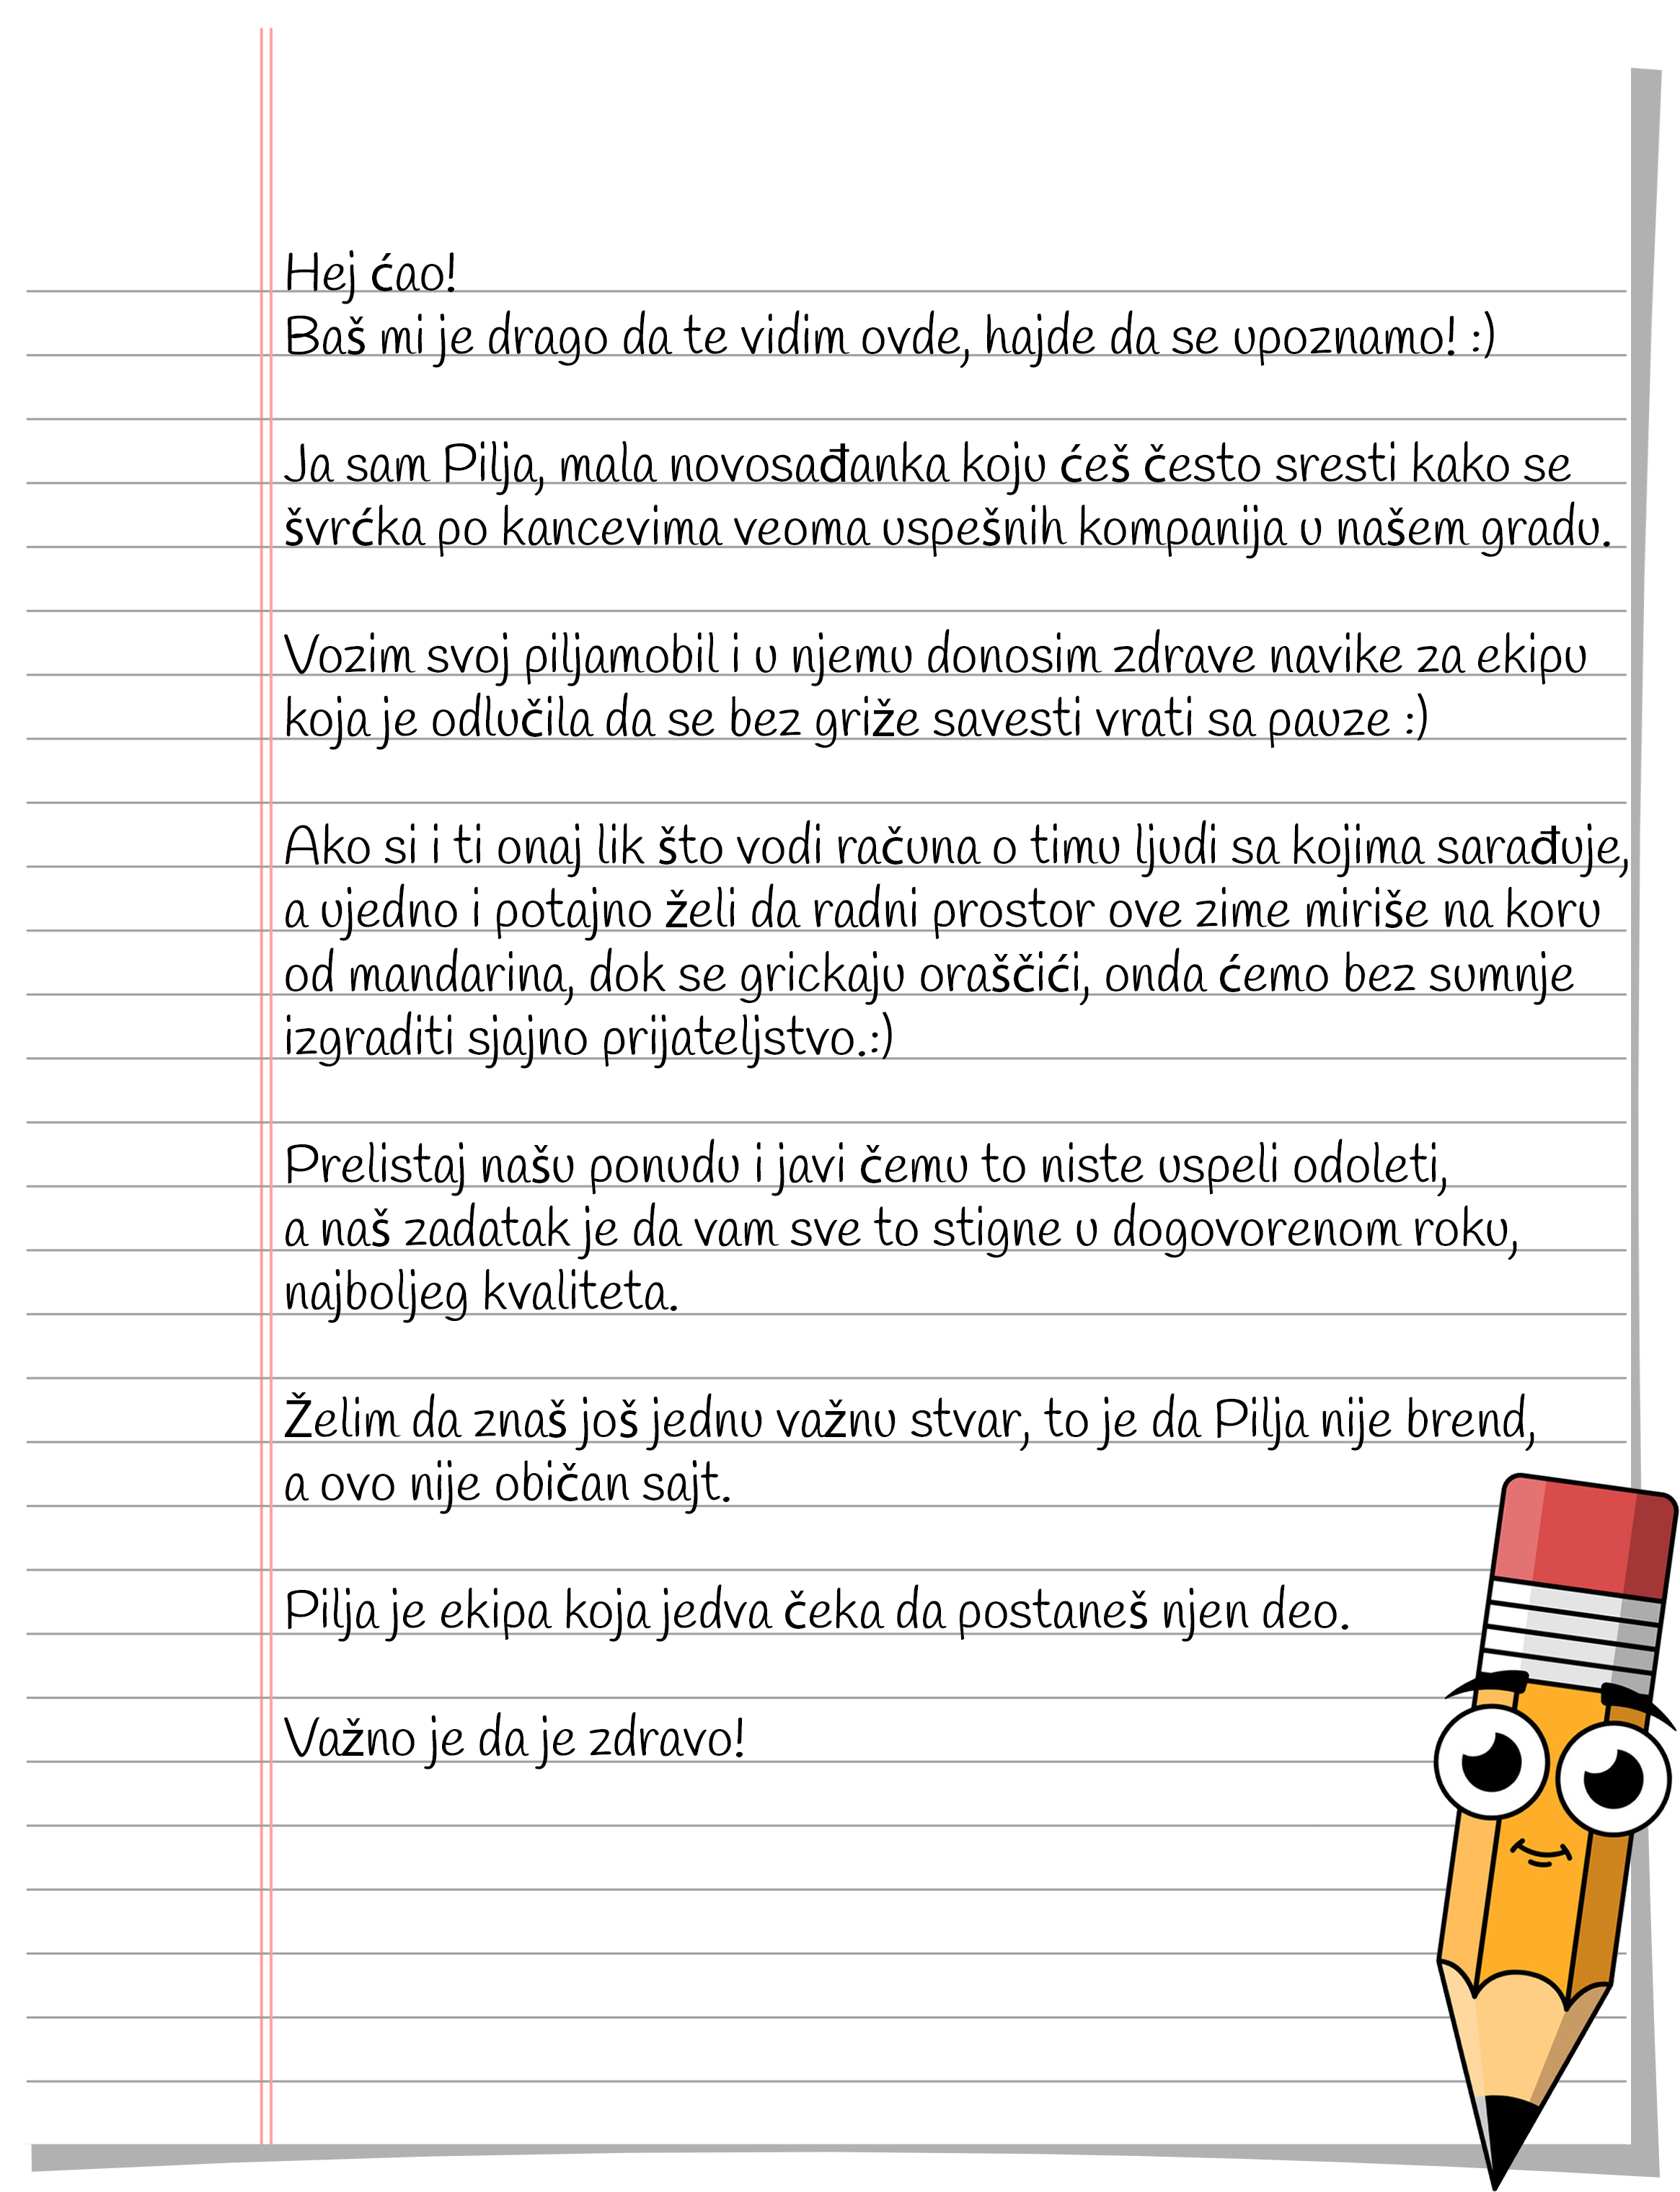 Hej ćao!
Baš mi je drago da te vidim ovde, hajde da se upoznamo! :)
Ja sam Pilja, mala novosađanka koju ćeš često sresti kako se
švrćka po kancevima veoma uspešnih kompanija u našem gradu.
Vozim svoj piljamobil i u njemu donosim zdrave navike za ekipu
koja je odlučila da se bez griže savesti vrati sa pauze :)
Ako si i ti onaj lik što vodi računa o timu ljudi sa kojima sarađuje,
a ujedno i potajno želi da radni prostor ove zime miriše na koru
od mandarina, dok se grickaju oraščići, onda ćemo bez sumnje
izgraditi sjajno prijateljstvo.:)
Prelistaj našu ponudu i javi čemu to niste uspeli odoleti,
a naš zadatak je da vam sve to stigne u dogovorenom roku,
najboljeg kvaliteta.
Želim da znaš još jednu važnu stvar, to je da Pilja nije brend,
a ovo nije običan sajt.
Pilja je ekipa koja jedva čeka da postaneš njen deo.
Važno je da je zdravo!